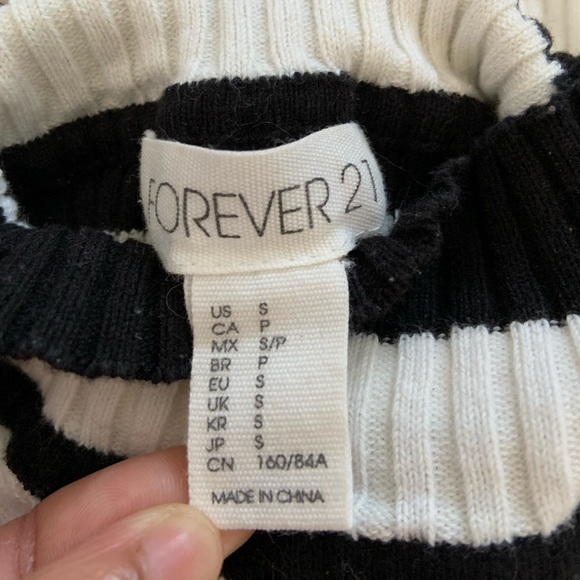 FOREVER 21
US S
CA P
MX S/P
BR P
EU S
UK S
KR S
JP S
CN 160/84A
MADE IN CHINA